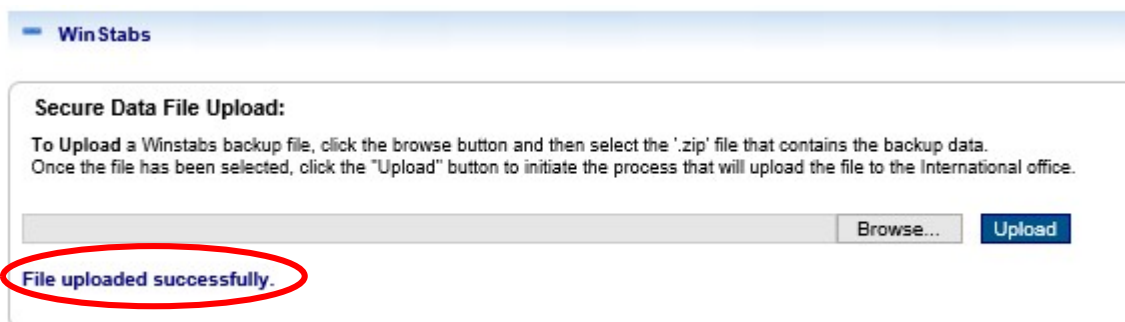 WinStabs
Secure Data File Upload:
To Upload a Winstabs backup file, click the browse button and then select the '.zip' file that contains the backup data.
Once the file has been selected, click the "Upload" button to initiate the process that will upload the file to the International office.
Browse... Upload
File uploaded successfully.